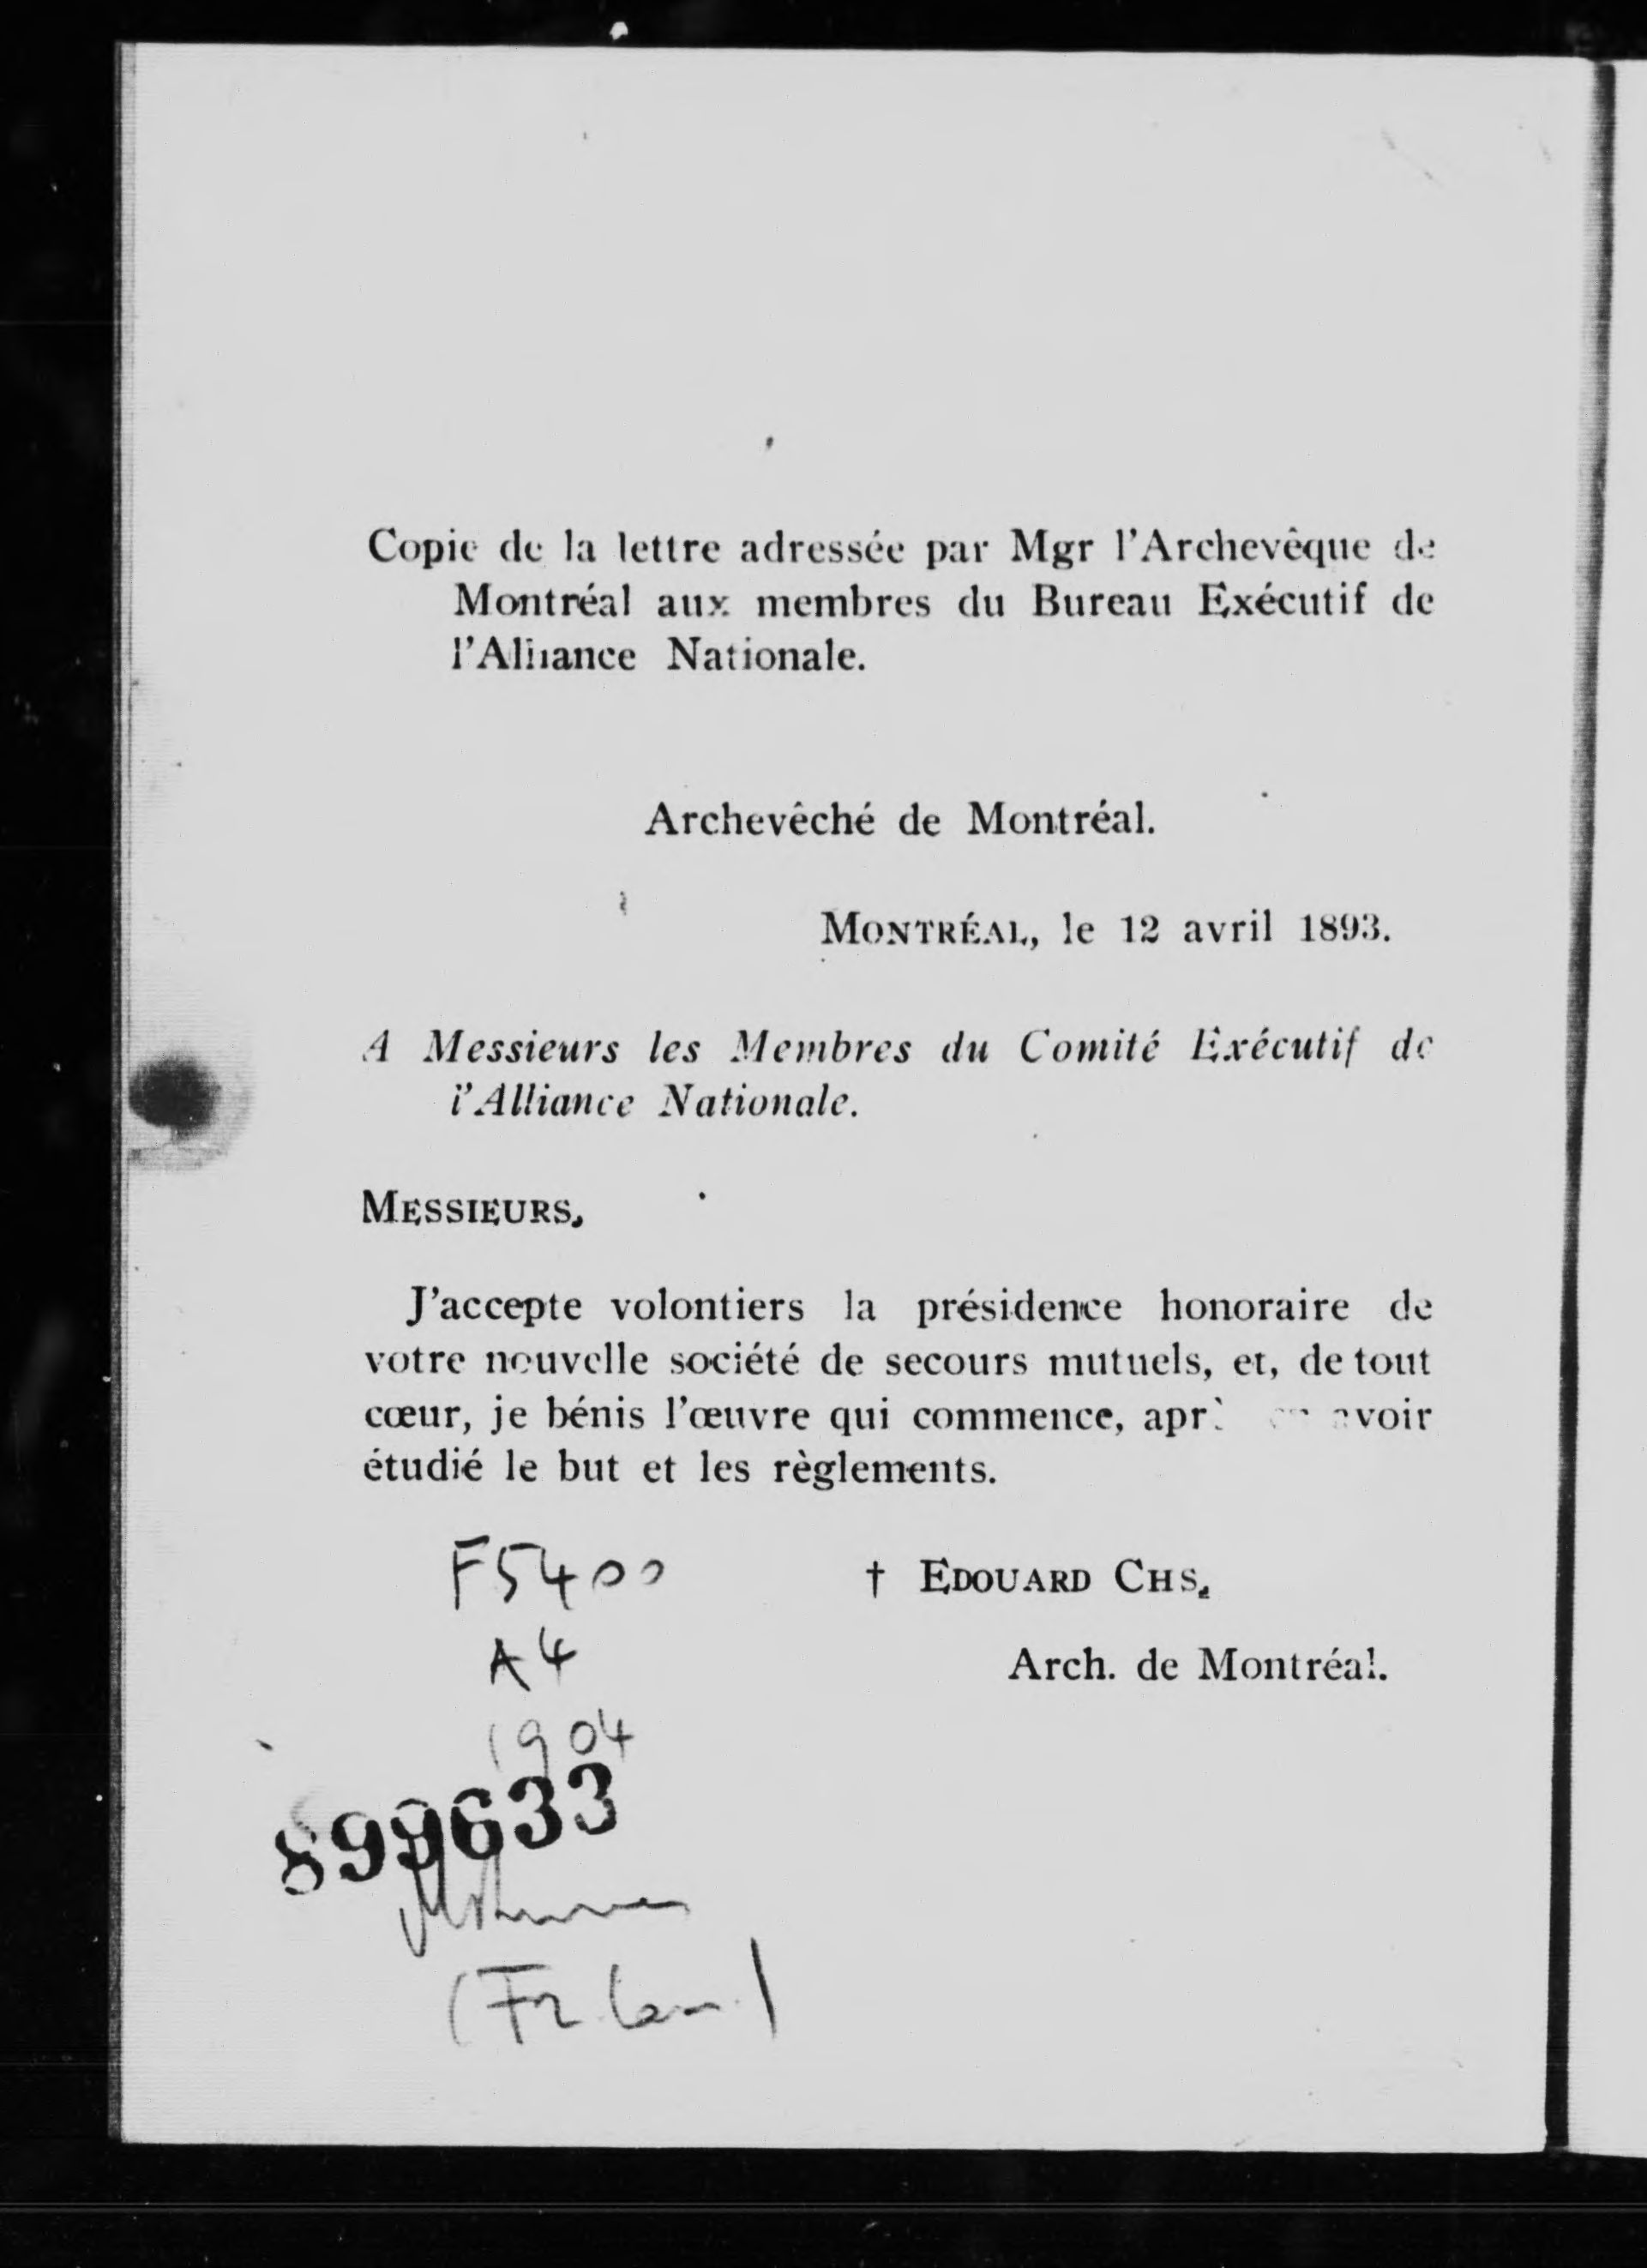 Copie de la lettre adressée par Mgr l'Archevêque de
Montréal aux membres du Bureau Exécutif de
l'Alliance Nationale.
Archevêché de Montréal.
MONTRÉAL, le 12 avril 1893.
A Messieurs les Membres du Comité Exécutif de
l'Alliance Nationale.
MESSIEURS,
J'accepte volontiers la présidence honoraire de
votre nouvelle société de secours mutuels, et, de tout
cœur, je bénis l'œuvre qui commence, après en avoir
étudié le but et les règlements.
† EDOUARD CHS.
Arch. de Montréal.
F5400
A4
1904
899633